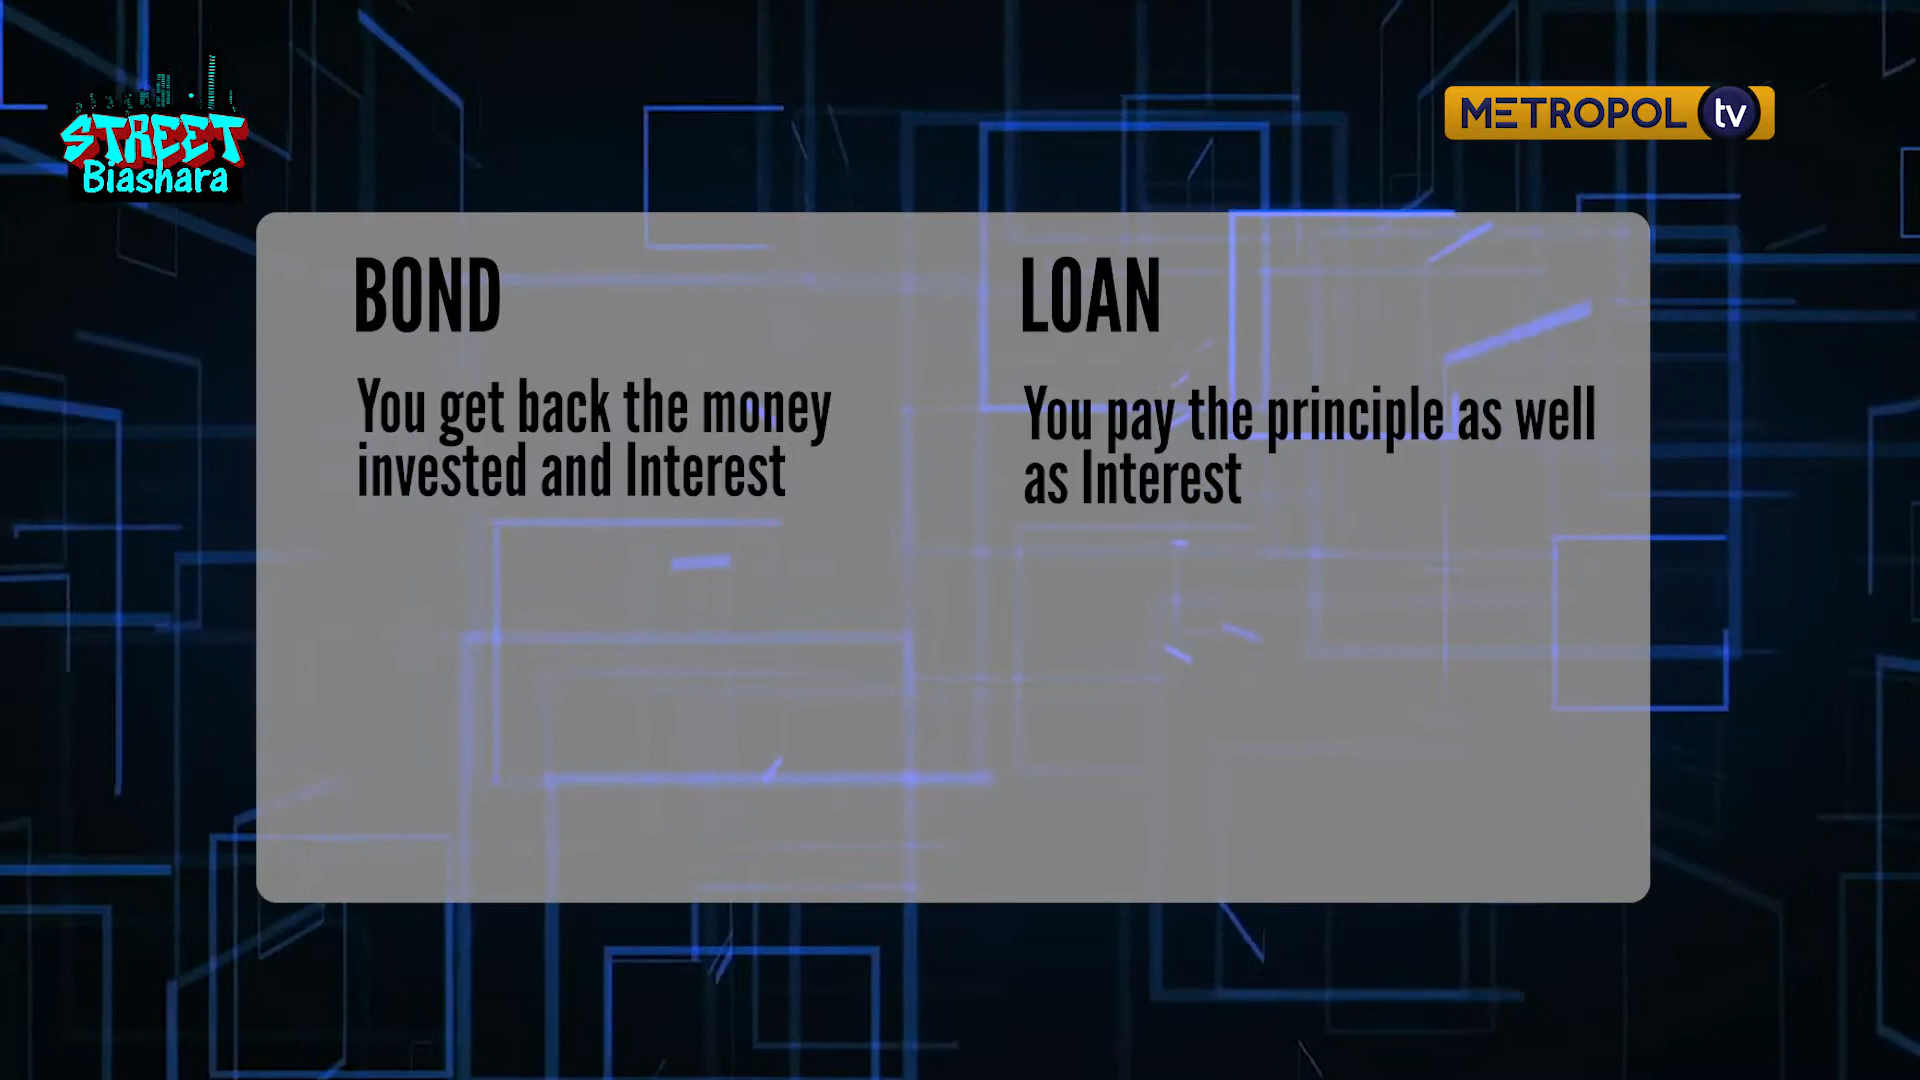 STREET
Biashara
METROPOL tv
BOND
You get back the money
invested and Interest
LOAN
You pay the principle as well
as Interest